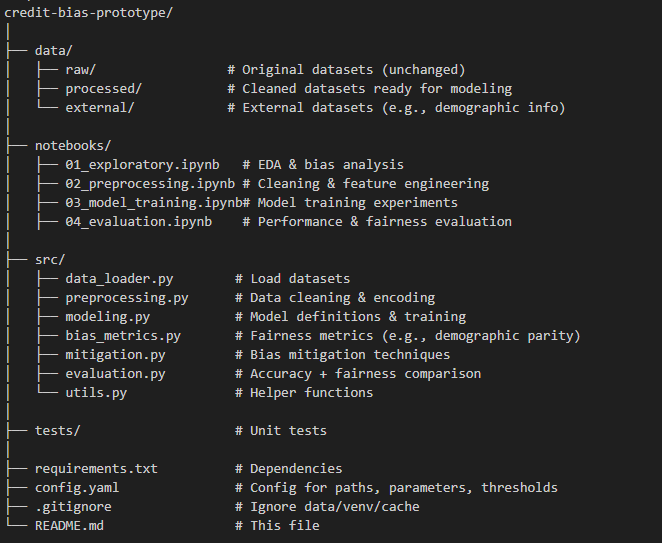 credit-bias-prototype/
│
├── data/
│   ├── raw/                 # Original datasets (unchanged)
│   ├── processed/           # Cleaned datasets ready for modeling
│   └── external/            # External datasets (e.g., demographic info)
│
├── notebooks/
│   ├── 01_exploratory.ipynb   # EDA & bias analysis
│   ├── 02_preprocessing.ipynb # Cleaning & feature engineering
│   ├── 03_model_training.ipynb# Model training experiments
│   ├── 04_evaluation.ipynb    # Performance & fairness evaluation
│
├── src/
│   ├── data_loader.py        # Load datasets
│   ├── preprocessing.py      # Data cleaning & encoding
│   ├── modeling.py           # Model definitions & training
│   ├── bias_metrics.py       # Fairness metrics (e.g., demographic parity)
│   ├── mitigation.py         # Bias mitigation techniques
│   ├── evaluation.py         # Accuracy + fairness comparison
│   └── utils.py              # Helper functions
│
├── tests/                    # Unit tests
│
├── requirements.txt          # Dependencies
├── config.yaml               # Config for paths, parameters, thresholds
├── .gitignore                # Ignore data/venv/cache
└── README.md                 # This file